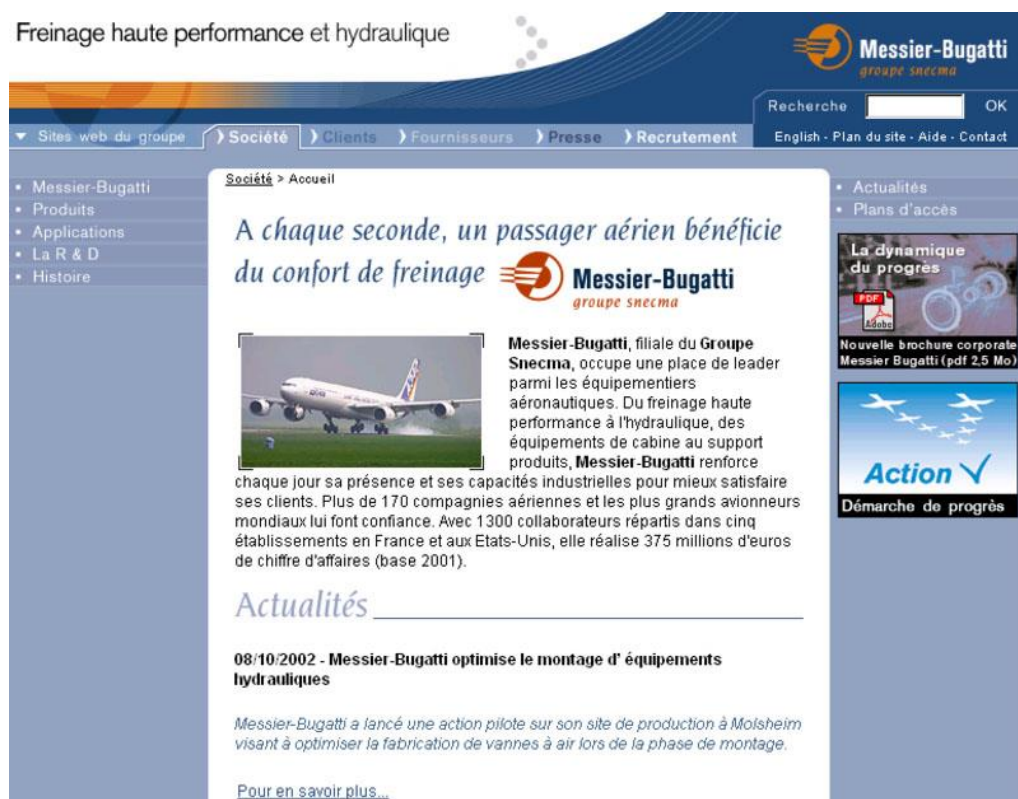 Freinage haute performance et hydraulique
Messier-Bugatti
groupe snecma
Recherche OK
Sites web du groupe Société Clients Fournisseurs Presse Recrutement
English - Plan du site - Aide - Contact
Messier-Bugatti
Produits
Applications
La R & D
Histoire
Société > Accueil
A chaque seconde, un passager aérien bénéficie
du confort de freinage Messier-Bugatti
groupe snecma
Messier-Bugatti, filiale du Groupe
Snecma, occupe une place de leader
parmi les équipementiers
aéronautiques. Du freinage haute
performance à l'hydraulique, des
équipements de cabine au support
produits, Messier-Bugatti renforce
chaque jour sa présence et ses capacités industrielles pour mieux satisfaire
ses clients. Plus de 170 compagnies aériennes et les plus grands avionneurs
mondiaux lui font confiance. Avec 1300 collaborateurs répartis dans cinq
établissements en France et aux Etats-Unis, elle réalise 375 millions d'euros
de chiffre d'affaires (base 2001).
Actualités
08/10/2002 - Messier-Bugatti optimise le montage d' équipements
hydrauliques
Messier-Bugatti a lancé une action pilote sur son site de production à Molsheim
visant à optimiser la fabrication de vannes à air lors de la phase de montage.
Pour en savoir plus...
Actualités
Plans d'accès
La dynamique
du progrès
PDF
Adobe
Nouvelle brochure corporate
Messier Bugatti (pdf 2,5 Mo)
Action
Démarche de progrès